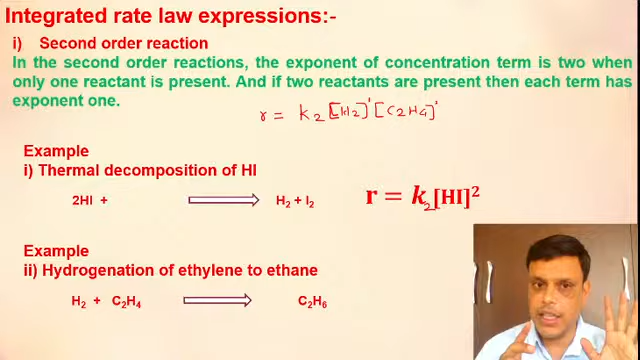 Integrated rate law expressions:-
i) Second order reaction
In the second order reactions, the exponent of concentration term is two when
only one reactant is present. And if two reactants are present then each term has
exponent one.
r = k₂ [H₂]¹ [C₂H₄]¹
Example
i) Thermal decomposition of HI
2HI + H₂ + I₂
r = k₂[HI]²
Example
ii) Hydrogenation of ethylene to ethane
H₂ + C₂H₄ C₂H₆